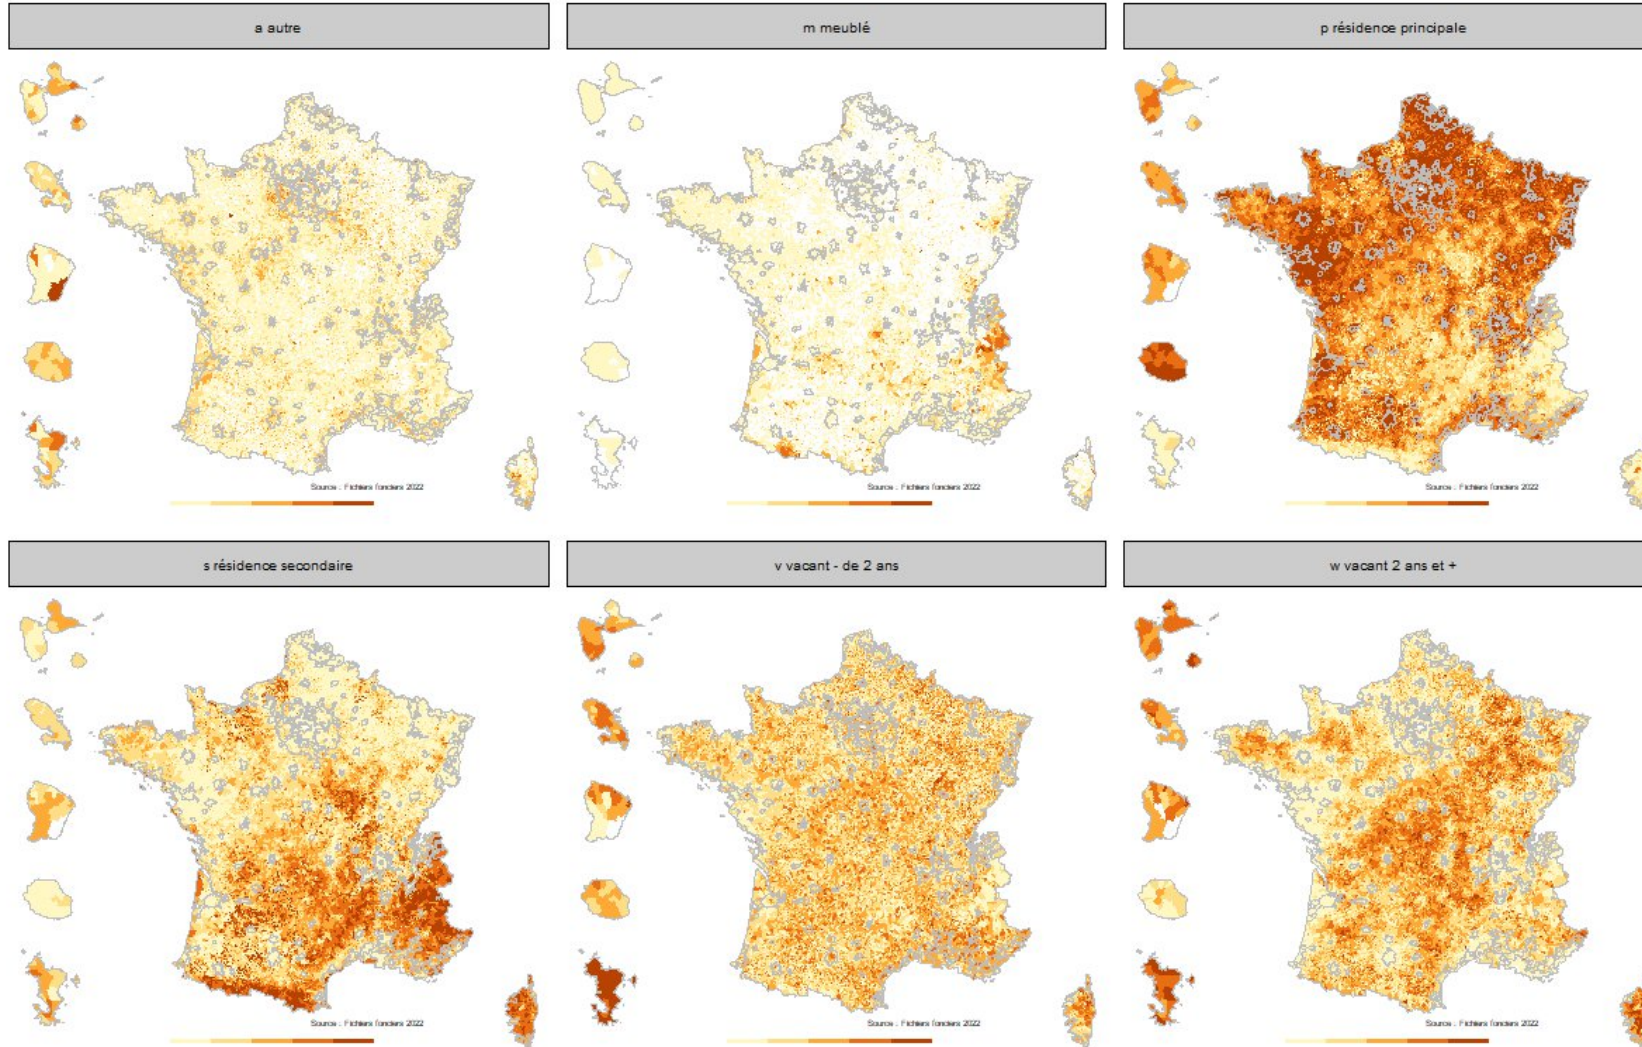 a autre
m meublé
p résidence principale
Source : Fichiers fonciers 2022
Source : Fichiers fonciers 2022
Source : Fichiers fonciers 2022
s résidence secondaire
v vacant - de 2 ans
w vacant 2 ans et +
Source : Fichiers fonciers 2022
Source : Fichiers fonciers 2022
Source : Fichiers fonciers 2022